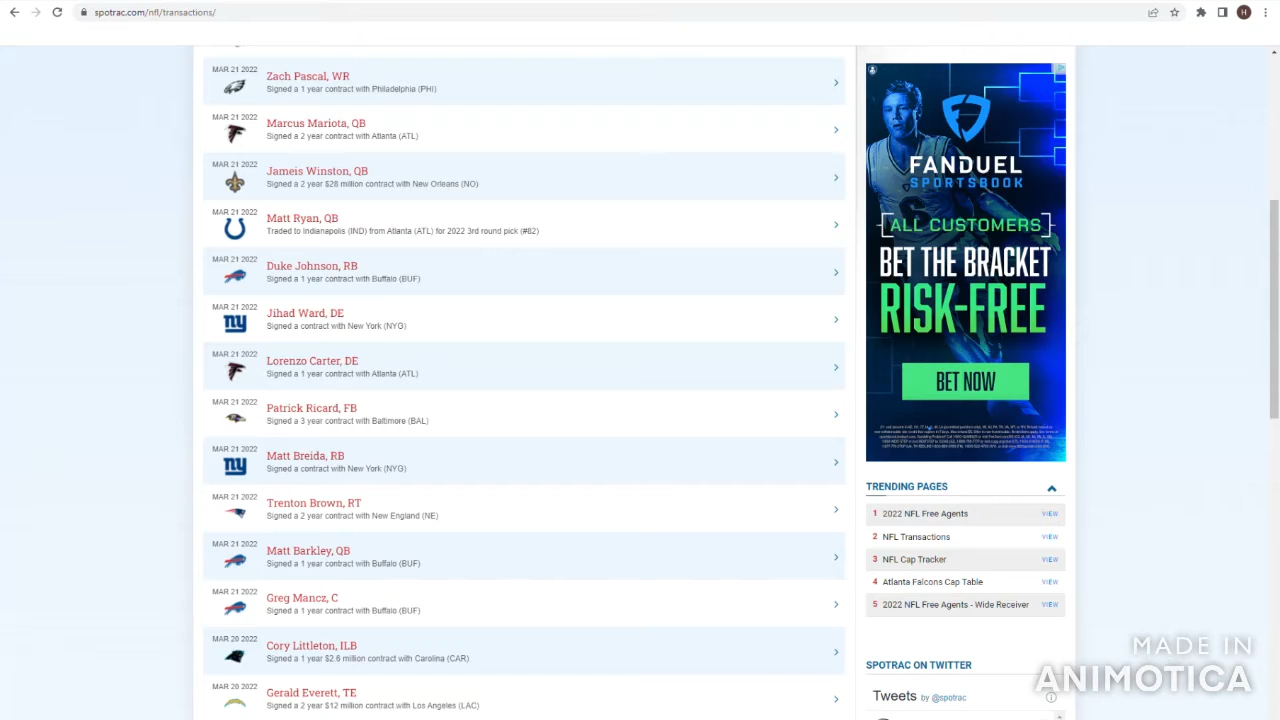 spotrac.com/nfl/transactions/
H
MAR 21 2022
Zach Pascal, WR
Signed a 1 year contract with Philadelphia (PHI)
MAR 21 2022
Marcus Mariota, QB
Signed a 2 year contract with Atlanta (ATL)
MAR 21 2022
Jameis Winston, QB
Signed a 2 year $28 million contract with New Orleans (NO)
MAR 21 2022
Matt Ryan, QB
Traded to Indianapolis (IND) from Atlanta (ATL) for 2022 3rd round pick (#82)
MAR 21 2022
Duke Johnson, RB
Signed a 1 year contract with Buffalo (BUF)
MAR 21 2022
ny
Jihad Ward, DE
Signed a contract with New York (NYG)
MAR 21 2022
Lorenzo Carter, DE
Signed a 1 year contract with Atlanta (ATL)
MAR 21 2022
Patrick Ricard, FB
Signed a 3 year contract with Baltimore (BAL)
MAR 21 2022
ny
Matt Breida, RB
Signed a contract with New York (NYG)
MAR 21 2022
Trenton Brown, RT
Signed a 2 year contract with New England (NE)
MAR 21 2022
Matt Barkley, QB
Signed a 1 year contract with Buffalo (BUF)
MAR 21 2022
Greg Mancz, C
Signed a 1 year contract with Buffalo (BUF)
MAR 20 2022
Cory Littleton, ILB
Signed a 1 year $2.6 million contract with Carolina (CAR)
MAR 20 2022
Gerald Everett, TE
Signed a 2 year $12 million contract with Los Angeles (LAC)
FANDUEL
SPORTSBOOK
ALL CUSTOMERS
BET THE BRACKET
RISK-FREE
BET NOW
TRENDING PAGES
1 2022 NFL Free Agents VIEW
2 NFL Transactions VIEW
3 NFL Cap Tracker VIEW
4 Atlanta Falcons Cap Table VIEW
5 2022 NFL Free Agents - Wide Receiver VIEW
SPOTRAC ON TWITTER
Tweets by @spotrac
MADE IN
ANIMOTICA